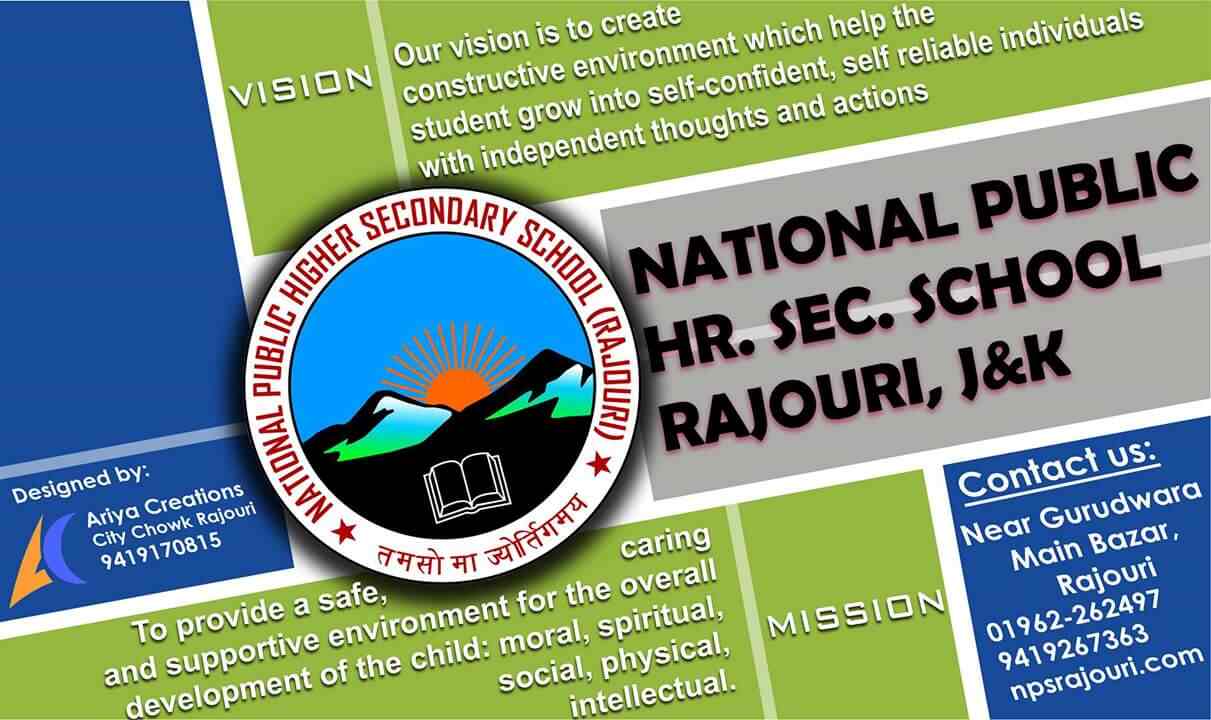 VISION
Our vision is to create
constructive environment which help the
student grow into self-confident, self reliable individuals
with independent thoughts and actions
NATIONAL PUBLIC HIGHER SECONDARY SCHOOL (RAJOURI)
तमसो मा ज्योर्तिगमय
NATIONAL PUBLIC
HR. SEC. SCHOOL
RAJOURI, J&K
Designed by:
Ariya Creations
City Chowk Rajouri
9419170815
To provide a safe, caring
and supportive environment for the overall
development of the child: moral, spiritual,
social, physical,
intellectual.
MISSION
Contact us:
Near Gurudwara
Main Bazar,
Rajouri
01962-262497
9419267363
npsrajouri.com